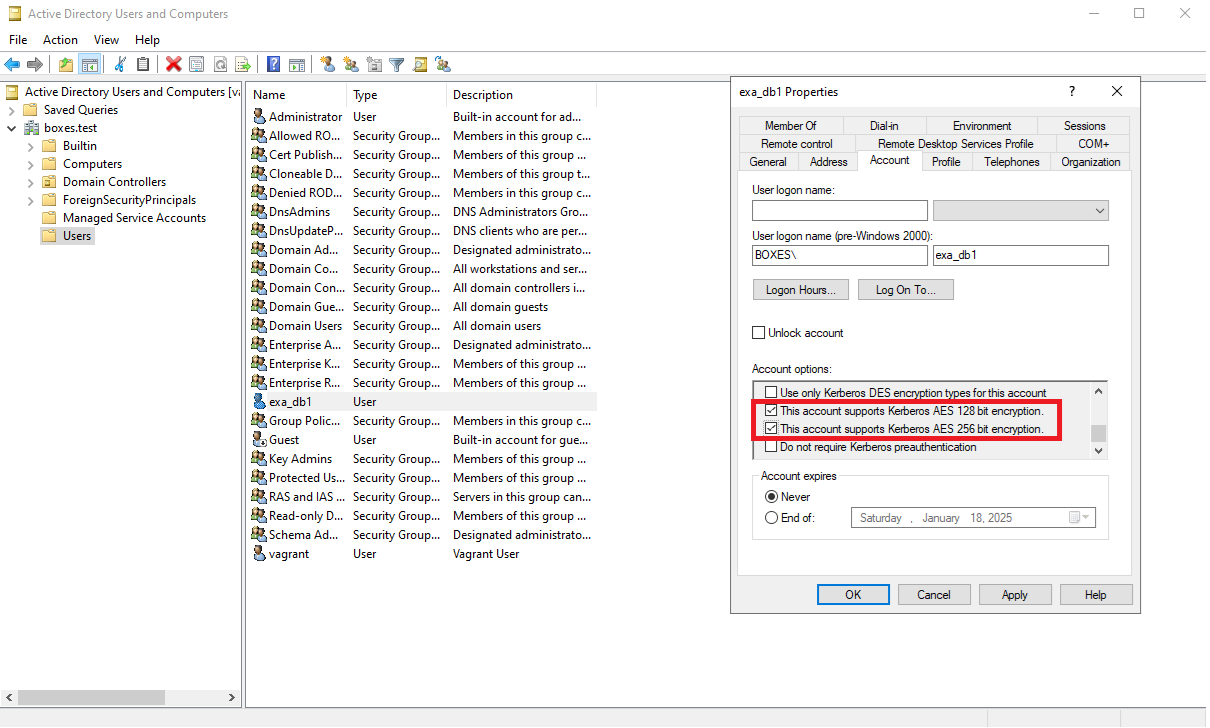 Active Directory Users and Computers
File Action View Help
Active Directory Users and Computers [va
Saved Queries
boxes.test
Builtin
Computers
Domain Controllers
ForeignSecurityPrincipals
Managed Service Accounts
Users
Name Type Description
Administrator User Built-in account for ad...
Allowed RO... Security Group... Members in this group c...
Cert Publish... Security Group... Members of this group ...
Cloneable D... Security Group... Members of this group t...
Denied ROD... Security Group... Members in this group c...
DnsAdmins Security Group... DNS Administrators Gro...
DnsUpdateP... Security Group... DNS clients who are per...
Domain Ad... Security Group... Designated administrato...
Domain Co... Security Group... All workstations and ser...
Domain Con... Security Group... All domain controllers i...
Domain Gue... Security Group... All domain guests
Domain Users Security Group... All domain users
Enterprise A... Security Group... Designated administrato...
Enterprise K... Security Group... Members of this group ...
Enterprise R... Security Group... Members of this group ...
exa_db1 User
Group Polic... Security Group... Members in this group c...
Guest User Built-in account for gue...
Key Admins Security Group... Members of this group ...
Protected Us... Security Group... Members of this group ...
RAS and IAS ... Security Group... Servers in this group can...
Read-only D... Security Group... Members of this group ...
Schema Ad... Security Group... Designated administrato...
vagrant User Vagrant User
exa_db1 Properties
Member Of Dial-in Environment Sessions
Remote control Remote Desktop Services Profile COM+
General Address Account Profile Telephones Organization
User logon name:
User logon name (pre-Windows 2000):
BOXES\ exa_db1
Logon Hours... Log On To...
Unlock account
Account options:
Use only Kerberos DES encryption types for this account
This account supports Kerberos AES 128 bit encryption.
This account supports Kerberos AES 256 bit encryption.
Do not require Kerberos preauthentication
Account expires
Never
End of: Saturday , January 18, 2025
OK Cancel Apply Help